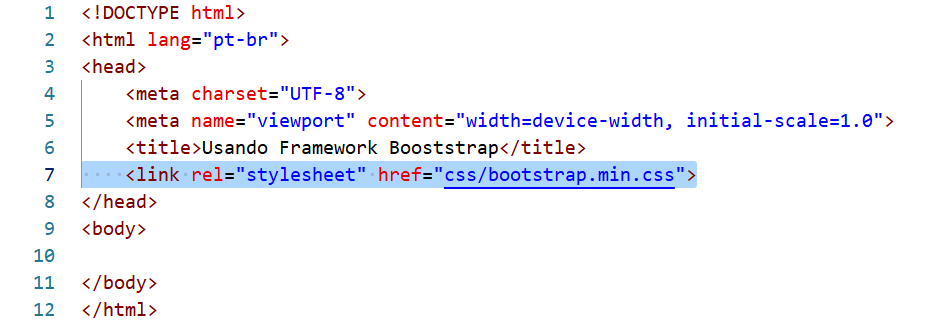 1 <!DOCTYPE html>
2 <html lang="pt-br">
3 <head>
4     <meta charset="UTF-8">
5     <meta name="viewport" content="width=device-width, initial-scale=1.0">
6     <title>Usando Framework Booststrap</title>
7     <link rel="stylesheet" href="css/bootstrap.min.css">
8 </head>
9 <body>
10
11 </body>
12 </html>